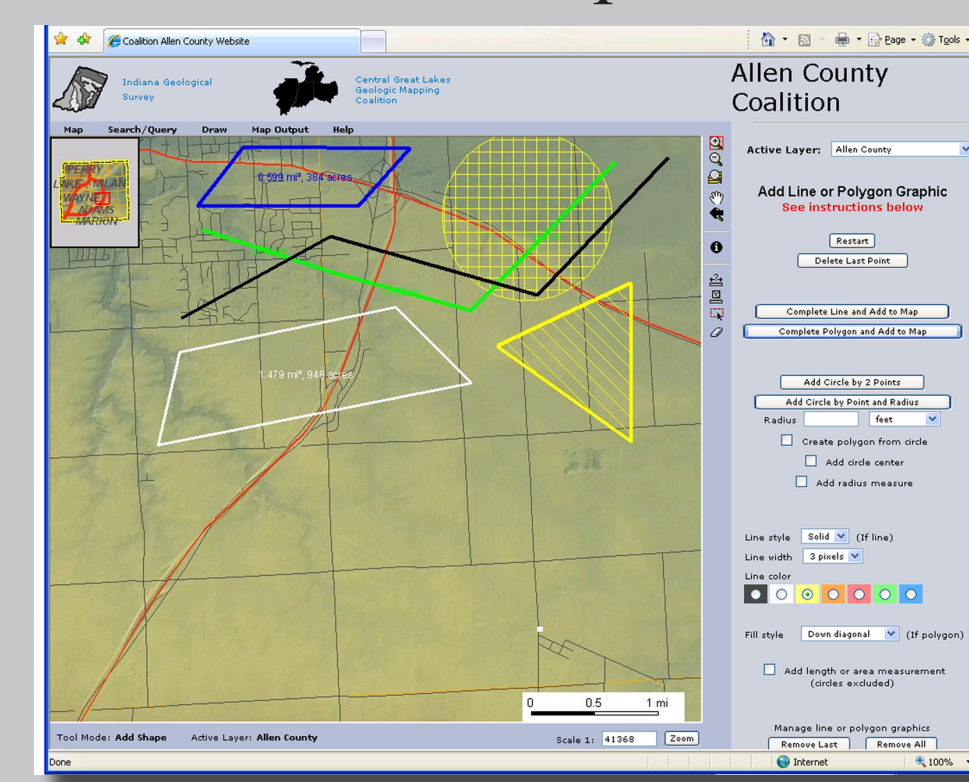 Coalition Allen County Website
Page
Tools
Indiana Geological
Survey
Central Great Lakes
Geologic Mapping
Coalition
Allen County
Coalition
Map Search/Query Draw Map Output Help
Active Layer: Allen County
PERRY
LAKE MILAN
WAYNE
ADAMS
MARION
0.599 mi², 384 acres
1.479 mi², 946 acres
Add Line or Polygon Graphic
See instructions below
Restart
Delete Last Point
Complete Line and Add to Map
Complete Polygon and Add to Map
Add Circle by 2 Points
Add Circle by Point and Radius
Radius feet
Create polygon from circle
Add circle center
Add radius measure
Line style Solid (If line)
Line width 3 pixels
Line color
Fill style Down diagonal (If polygon)
Add length or area measurement
(circles excluded)
0 0.5 1 mi
Manage line or polygon graphics
Remove Last Remove All
Tool Mode: Add Shape Active Layer: Allen County Scale 1: 41368 Zoom
Done Internet 100%